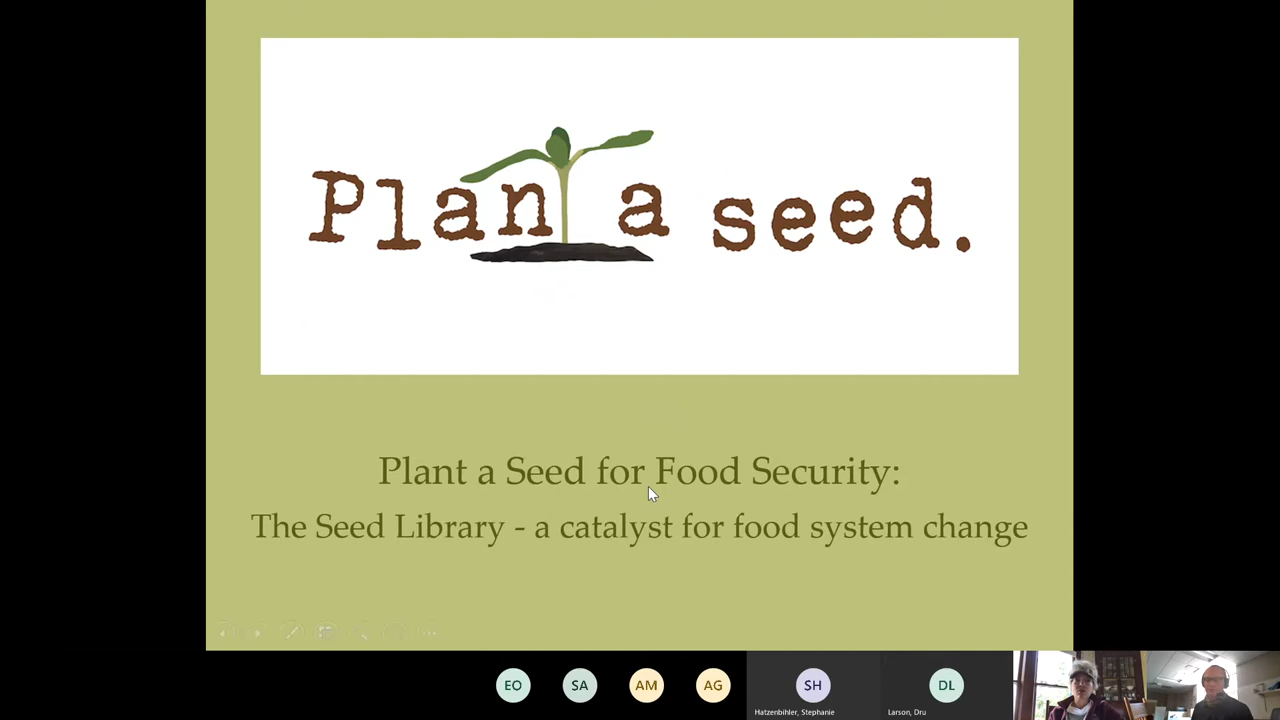 Plant a seed.
Plant a Seed for Food Security:
The Seed Library - a catalyst for food system change
EO
SA
AM
AG
SH
DL
Hatzenbihler, Stephanie
Larson, Dru